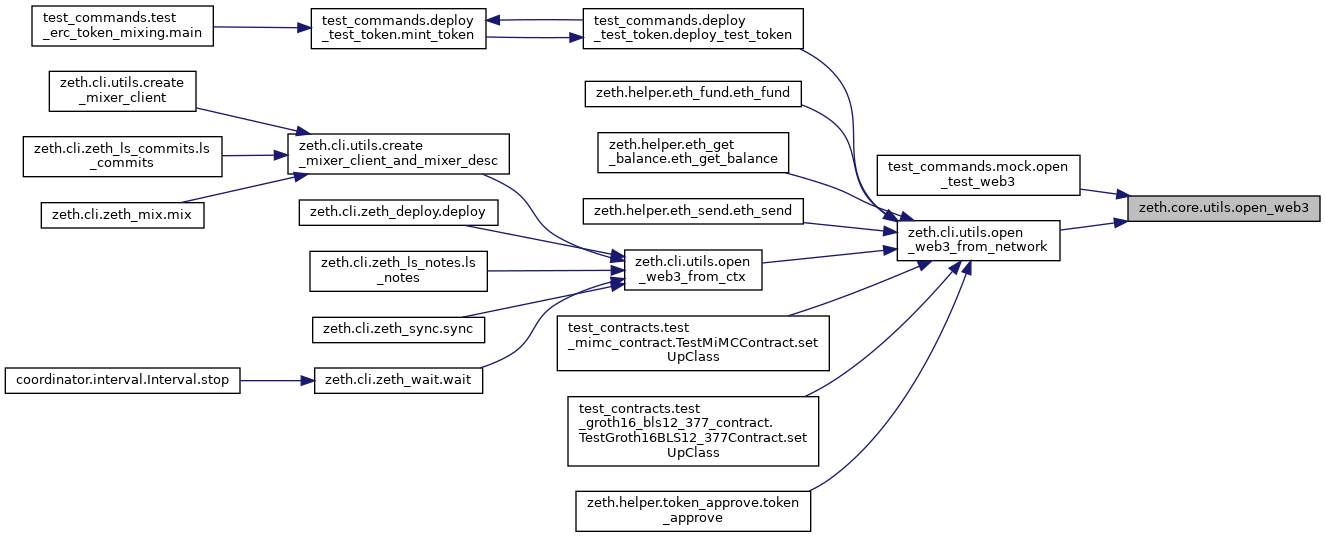 test_commands.test
_erc_token_mixing.main
test_commands.deploy
_test_token.mint_token
test_commands.deploy
_test_token.deploy_test_token
zeth.cli.utils.create
_mixer_client
zeth.helper.eth_fund.eth_fund
zeth.cli.zeth_ls_commits.ls
_commits
zeth.cli.utils.create
_mixer_client_and_mixer_desc
zeth.helper.eth_get
_balance.eth_get_balance
test_commands.mock.open
_test_web3
zeth.core.utils.open_web3
zeth.cli.zeth_mix.mix
zeth.cli.zeth_deploy.deploy
zeth.helper.eth_send.eth_send
zeth.cli.utils.open
_web3_from_network
zeth.cli.zeth_ls_notes.ls
_notes
zeth.cli.utils.open
_web3_from_ctx
zeth.cli.zeth_sync.sync
test_contracts.test
_mimc_contract.TestMiMCContract.set
UpClass
coordinator.interval.Interval.stop
zeth.cli.zeth_wait.wait
test_contracts.test
_groth16_bls12_377_contract.
TestGroth16BLS12_377Contract.set
UpClass
zeth.helper.token_approve.token
_approve